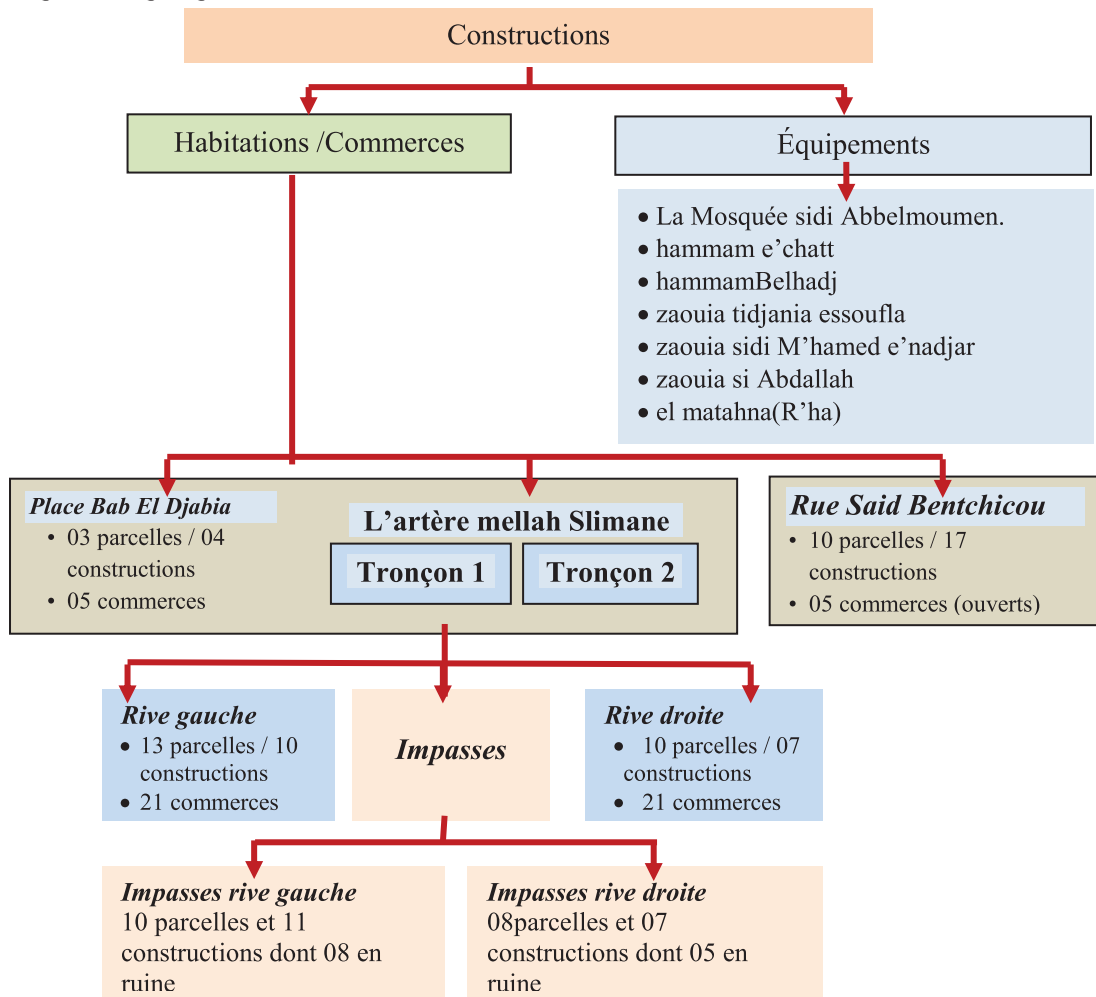 Constructions
Habitations /Commerces
Équipements
• La Mosquée sidi Abbelmoumen.
• hammam e’chatt
• hammamBelhadj
• zaouia tidjania essoufla
• zaouia sidi M’hamed e’nadjar
• zaouia si Abdallah
• el matahna(R’ha)
Place Bab El Djabia
• 03 parcelles / 04
constructions
• 05 commerces
L’artère mellah Slimane
Tronçon 1
Tronçon 2
Rue Said Bentchicou
• 10 parcelles / 17
constructions
• 05 commerces (ouverts)
Rive gauche
• 13 parcelles / 10
constructions
• 21 commerces
Impasses
Rive droite
• 10 parcelles / 07
constructions
• 21 commerces
Impasses rive gauche
10 parcelles et 11
constructions dont 08 en
ruine
Impasses rive droite
08parcelles et 07
constructions dont 05 en
ruine